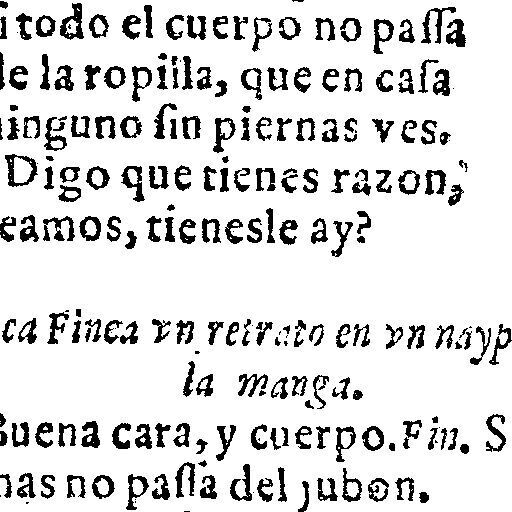 i todo el cuerpo no paſſa
de la ropilla, que en caſa
ninguno ſin piernas ves.
Digo que tienes razon,
eamos, tienesle ay?
ca Finea vn retrato en vn nayp
la manga.
Buena cara, y cuerpo. Fin. S
mas no paſſa del jubon.